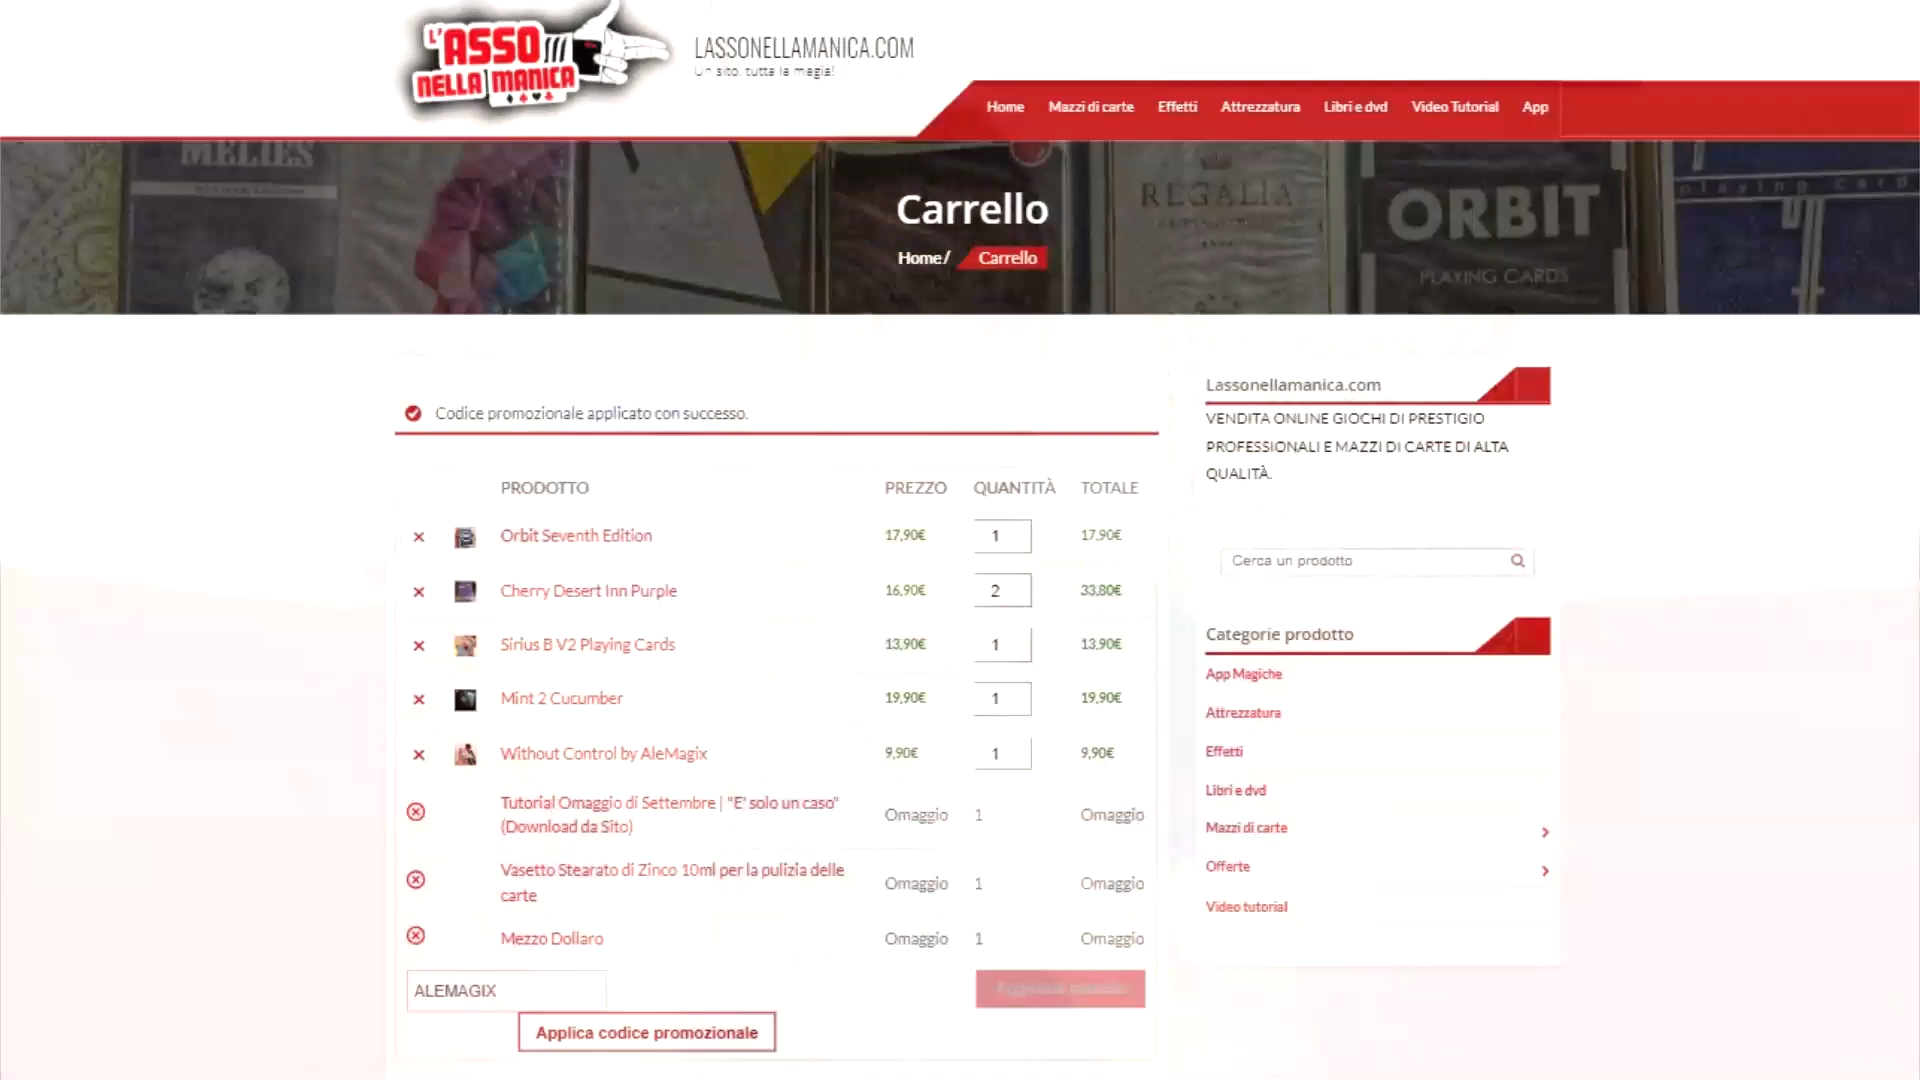 L'ASSO
NELLA MANICA
LASSONELLAMANICA.COM
Un sito, tutta la magia!
Home Mazzi di carte Effetti Attrezzatura Libri e dvd Video Tutorial App
MELIES
REGALIA
ORBIT
PLAYING CARDS
playing card
Carrello
Home/ Carrello
Codice promozionale applicato con successo.
PRODOTTO PREZZO QUANTITÀ TOTALE
Orbit Seventh Edition 17,90€ 1 17,90€
Cherry Desert Inn Purple 16,90€ 2 33,80€
Sirius B V2 Playing Cards 13,90€ 1 13,90€
Mint 2 Cucumber 19,90€ 1 19,90€
Without Control by AleMagix 9,90€ 1 9,90€
Tutorial Omaggio di Settembre | "E' solo un caso"
(Download da Sito) Omaggio 1 Omaggio
Vasetto Stearato di Zinco 10ml per la pulizia delle
carte Omaggio 1 Omaggio
Mezzo Dollaro Omaggio 1 Omaggio
ALEMAGIX
Applica codice promozionale
Lassonellamanica.com
VENDITA ONLINE GIOCHI DI PRESTIGIO
PROFESSIONALI E MAZZI DI CARTE DI ALTA
QUALITÀ.
Cerca un prodotto
Categorie prodotto
App Magiche
Attrezzatura
Effetti
Libri e dvd
Mazzi di carte
Offerte
Video tutorial